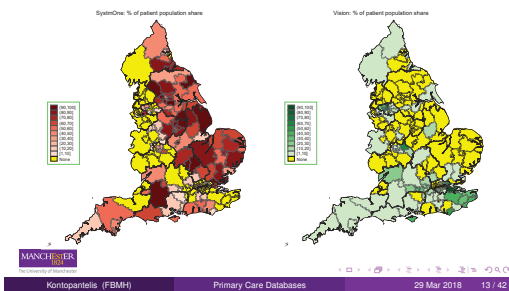 SystmOne: % of patient population share
Vision: % of patient population share
(90,100]
(80,90]
(70,80]
(60,70]
(50,60]
(40,50]
(30,40]
(20,30]
(10,20]
[1,10]
None
(90,100]
(80,90]
(70,80]
(60,70]
(50,60]
(40,50]
(30,40]
(20,30]
(10,20]
[1,10]
None
MANCHESTER
1824
The University of Manchester
Kontopantelis (FBMH)
Primary Care Databases
29 Mar 2018
13 / 42